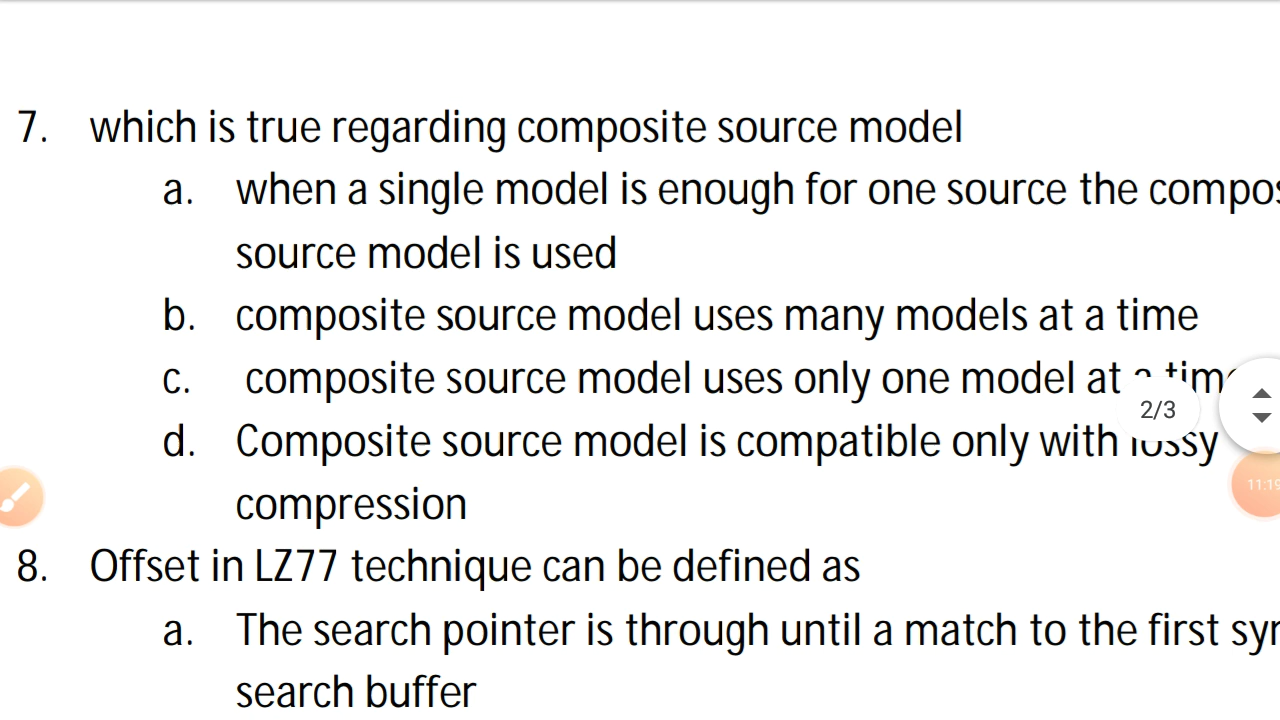 7. which is true regarding composite source model
a. when a single model is enough for one source the
source model is used
b. composite source model uses many models at a time
c. composite source model uses only one model at
2/3
d. Composite source model is compatible only with lossy
compression
11:19
8. Offset in LZ77 technique can be defined as
a. The search pointer is through until a match to the first
search buffer